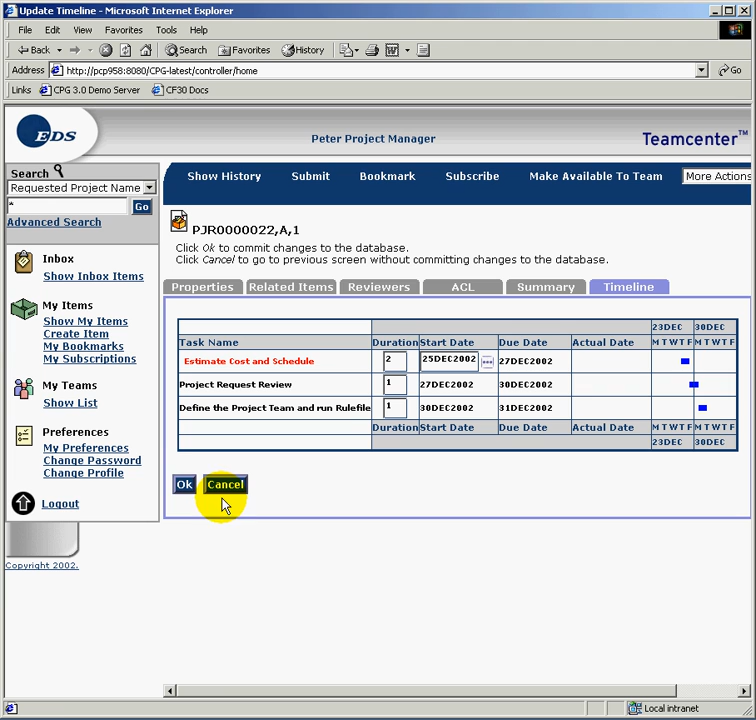 Update Timeline - Microsoft Internet Explorer
File Edit View Favorites Tools Help
Back Search Favorites History
Address http://pcp958:8080/CPG-latest/controller/home Go
Links CPG 3.0 Demo Server CF30 Docs
EDS Peter Project Manager Teamcenter™
Search
Requested Project Name
*
Go
Advanced Search
Show History Submit Bookmark Subscribe Make Available To Team More Actions
PJR0000022,A,1
Click Ok to commit changes to the database.
Click Cancel to go to previous screen without committing changes to the database.
Inbox
Show Inbox Items
My Items
Show My Items
Create Item
My Bookmarks
My Subscriptions
My Teams
Show List
Preferences
My Preferences
Change Password
Change Profile
Logout
Copyright 2002.
Properties Related Items Reviewers ACL Summary Timeline
23DEC 30DEC
Task Name Duration Start Date Due Date Actual Date M T W T F M T W T F
Estimate Cost and Schedule 2 25DEC2002 ... 27DEC2002
Project Request Review 1 27DEC2002 30DEC2002
Define the Project Team and run Rulefile 1 30DEC2002 31DEC2002
Duration Start Date Due Date Actual Date M T W T F M T W T F
23DEC 30DEC
Ok Cancel
Local intranet